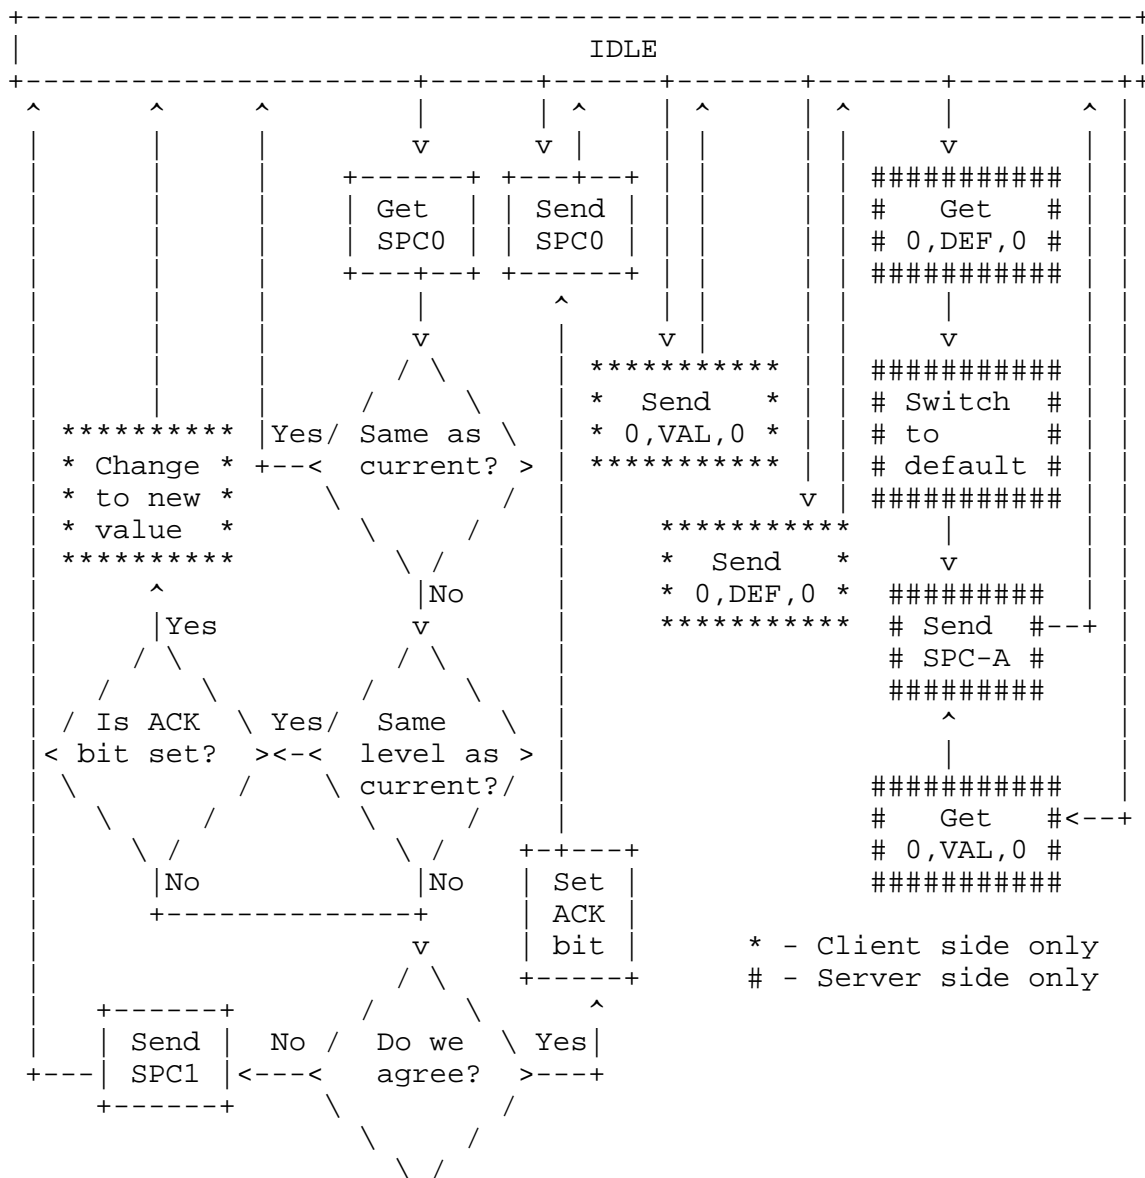 IDLE
Get Send Get
SPC0 SPC0 0,DEF,0
Send Switch
Yes Same as 0,VAL,0 to
Change current? default
to new
value Send
No 0,DEF,0
Yes Send
SPC-A
Is ACK Yes Same
bit set? level as
current?
Get
0,VAL,0
No No Set
ACK
bit * - Client side only
# - Server side only
Send No Do we Yes
SPC1 agree?